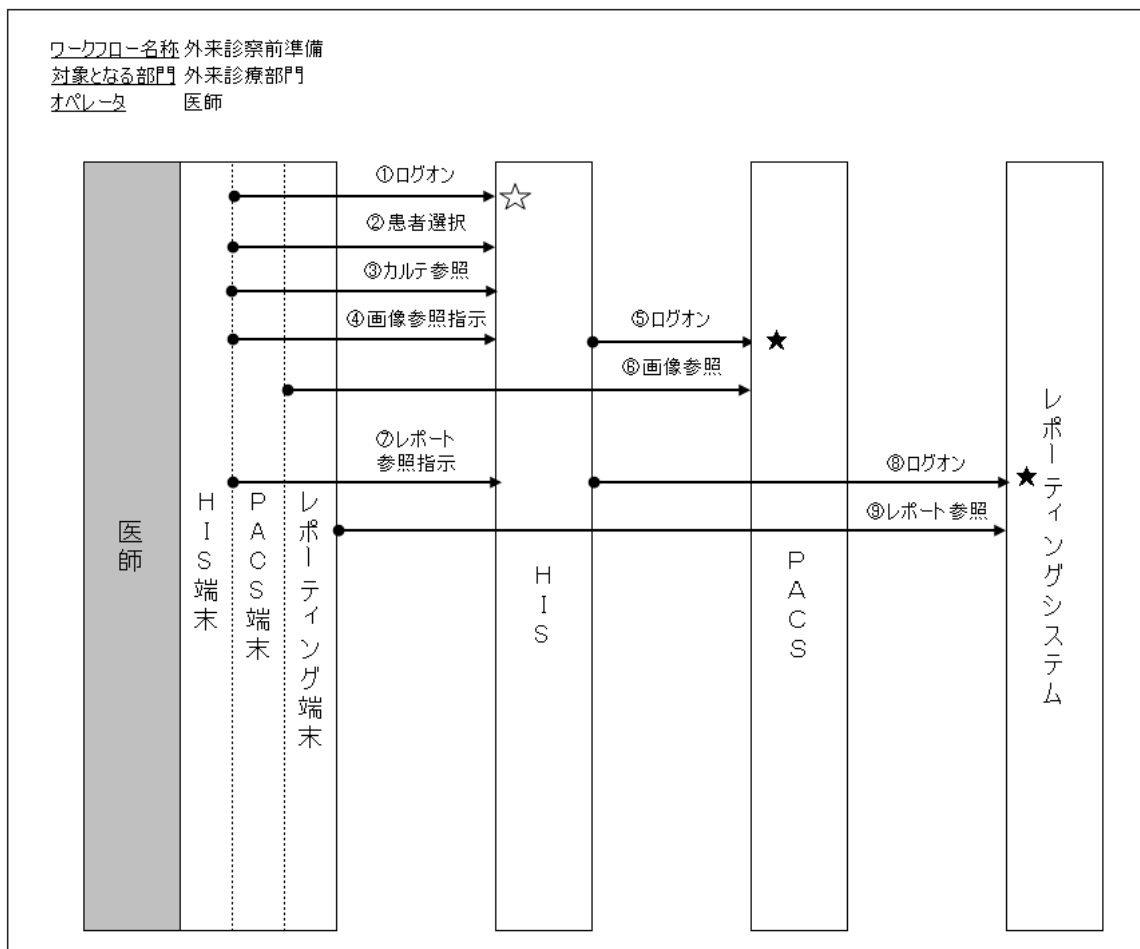 ワークフロー名称 外来診察前準備
対象となる部門 外来診療部門
オペレータ 医師
①ログオン
☆
②患者選択
③カルテ参照
④画像参照指示
⑤ログオン
★
⑥画像参照
⑦レポート
参照指示
⑧ログオン
★
⑨レポート参照
医師
HIS端末
PACS端末
レポーティング端末
HIS
PACS
レポーティングシステム